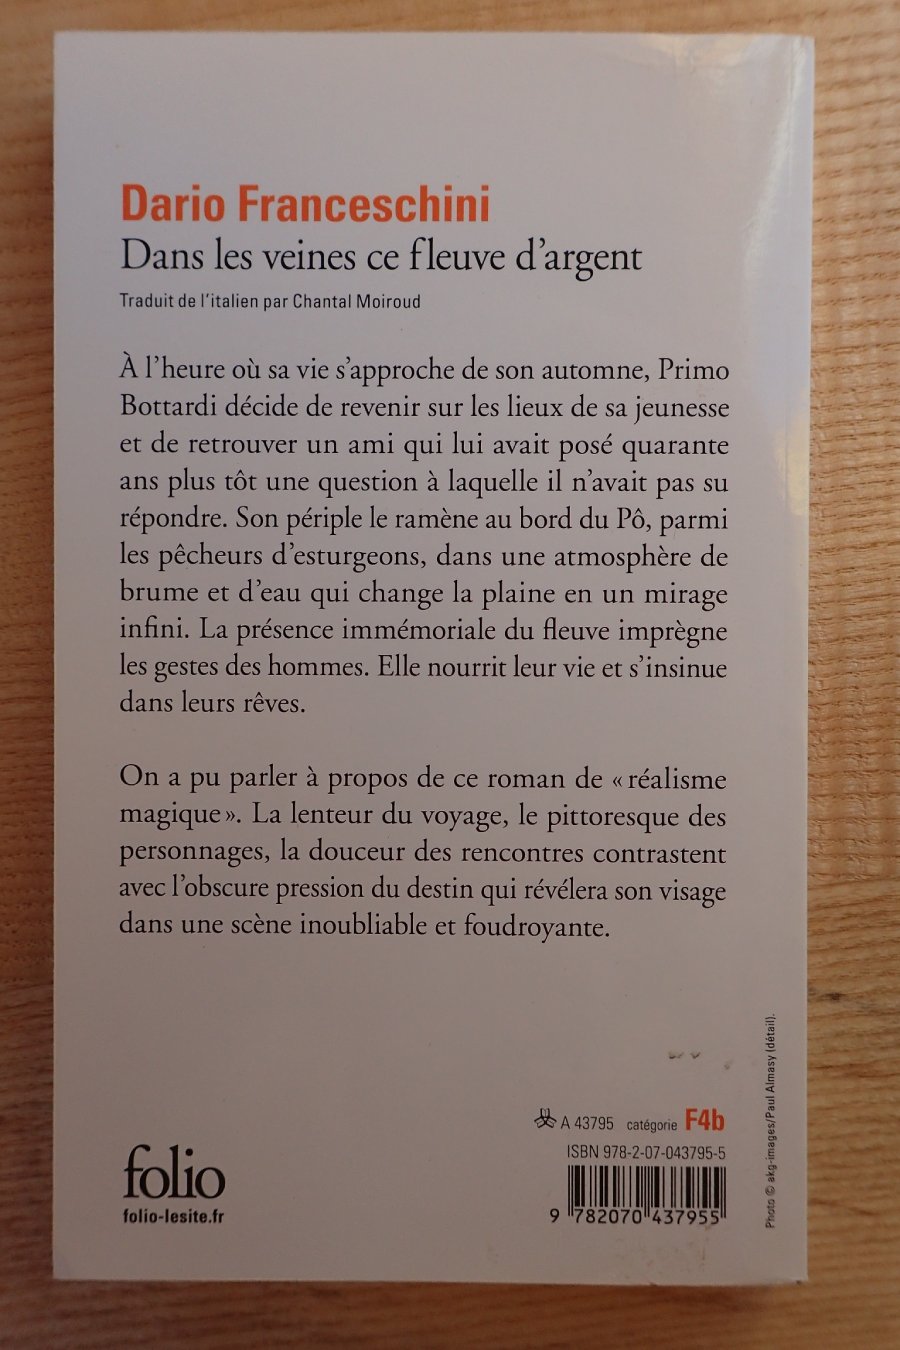 Dario Franceschini
Dans les veines ce fleuve d’argent
Traduit de l’italien par Chantal Moiroud
À l’heure où sa vie s’approche de son automne, Primo
Bottardi décide de revenir sur les lieux de sa jeunesse
et de retrouver un ami qui lui avait posé quarante
ans plus tôt une question à laquelle il n’avait pas su
répondre. Son périple le ramène au bord du Pô, parmi
les pêcheurs d’esturgeons, dans une atmosphère de
brume et d’eau qui change la plaine en un mirage
infini. La présence immémoriale du fleuve imprègne
les gestes des hommes. Elle nourrit leur vie et s’insinue
dans leurs rêves.
On a pu parler à propos de ce roman de « réalisme
magique ». La lenteur du voyage, le pittoresque des
personnages, la douceur des rencontres contrastent
avec l’obscure pression du destin qui révélera son visage
dans une scène inoubliable et foudroyante.
Photo © akg-images/Paul Almasy (détail).
A 43795 catégorie F4b
ISBN 978-2-07-043795-5
9 782070 437955
folio
folio-lesite.fr